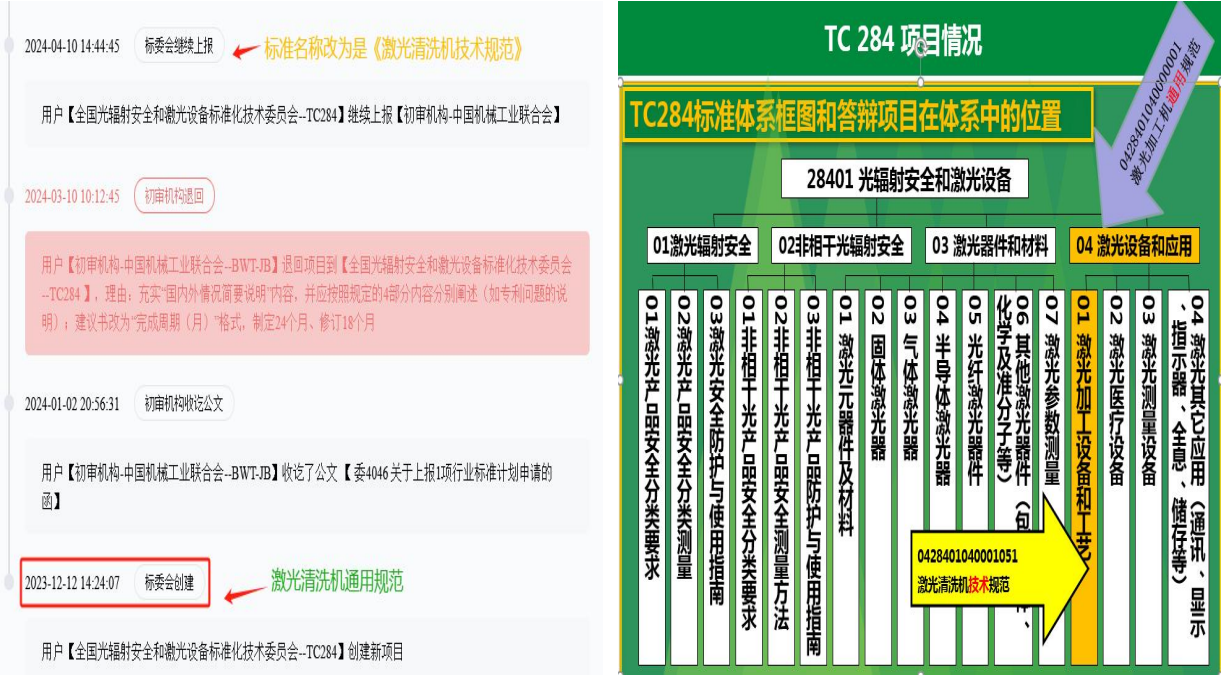 2024-04-10 14:44:45 标委会继续上报 标准名称改为是《激光清洗机技术规范》
用户【全国光辐射安全和激光设备标准化技术委员会--TC284】继续上报【初审机构-中国机械工业联合会】
2024-03-10 10:12:45 初审机构退回
用户【初审机构-中国机械工业联合会--BWT-JB】退回项目到【全国光辐射安全和激光设备标准化技术委员会
--TC284 】，理由：充实“国内外情况简要说明”内容，并应按照规定的4部分内容分别阐述（如专利问题的说
明）；建议书改为“完成周期（月）”格式，制定24个月、修订18个月
2024-01-02 20:56:31 初审机构收讫公文
用户【初审机构-中国机械工业联合会--BWT-JB】收讫了公文【 委4046 关于上报1项行业标准计划申请的
函】
2023-12-12 14:24:07 标委会创建 激光清洗机通用规范
用户【全国光辐射安全和激光设备标准化技术委员会--TC284】创建新项目
TC 284 项目情况
TC284标准体系框图和答辩项目在体系中的位置
0428401040690001
激光加工机通用规范
28401 光辐射安全和激光设备
01激光辐射安全
02非相干光辐射安全
03 激光器件和材料
04 激光设备和应用
01激光产品安全分类要求
02激光产品安全分类测量
03激光安全防护与使用指南
01非相干光产品安全分类要求
02非相干光产品安全测量方法
03非相干光产品防护与使用指南
01 激光元器件及材料
02 固体激光器
03 气体激光器
04 半导体激光器
05 光纤激光器件
06 其他激光器件（包
化学及准分子等）
07 激光参数测量
01 激光加工设备和工艺
02 激光医疗设备
03 激光测量设备
04 激光其它应用（通讯、显示
、指示器、全息、储存等）
0428401040001051
激光清洗机技术规范